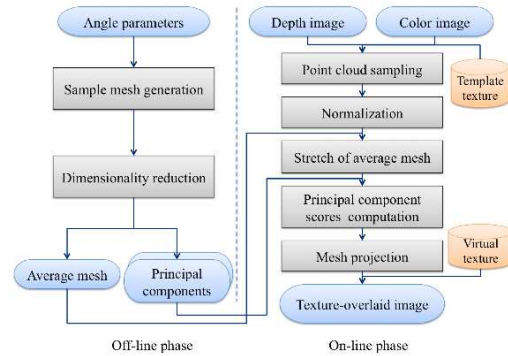 Angle parameters
Sample mesh generation
Dimensionality reduction
Average mesh
Principal
components
Off-line phase
Depth image
Color image
Point cloud sampling
Template
texture
Normalization
Stretch of average mesh
Principal component
scores computation
Mesh projection
Virtual
texture
Texture-overlaid image
On-line phase